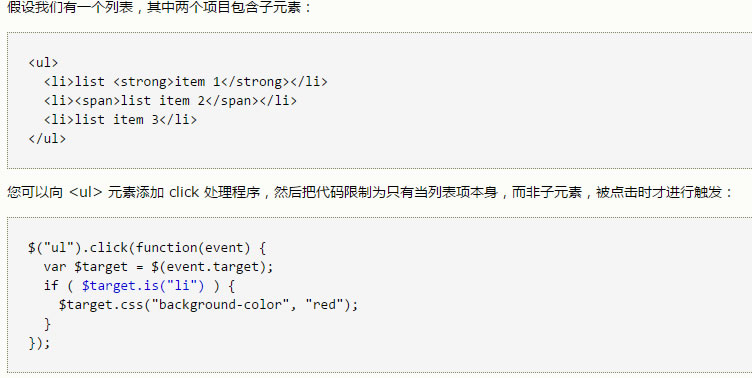 假设我们有一个列表，其中两个项目包含子元素：
<ul>
  <li>list <strong>item 1</strong></li>
  <li><span>list item 2</span></li>
  <li>list item 3</li>
</ul>
您可以向 <ul> 元素添加 click 处理程序，然后把代码限制为只有当列表项本身，而非子元素，被点击时才进行触发：
$("ul").click(function(event) {
  var $target = $(event.target);
  if ( $target.is("li") ) {
    $target.css("background-color", "red");
  }
});